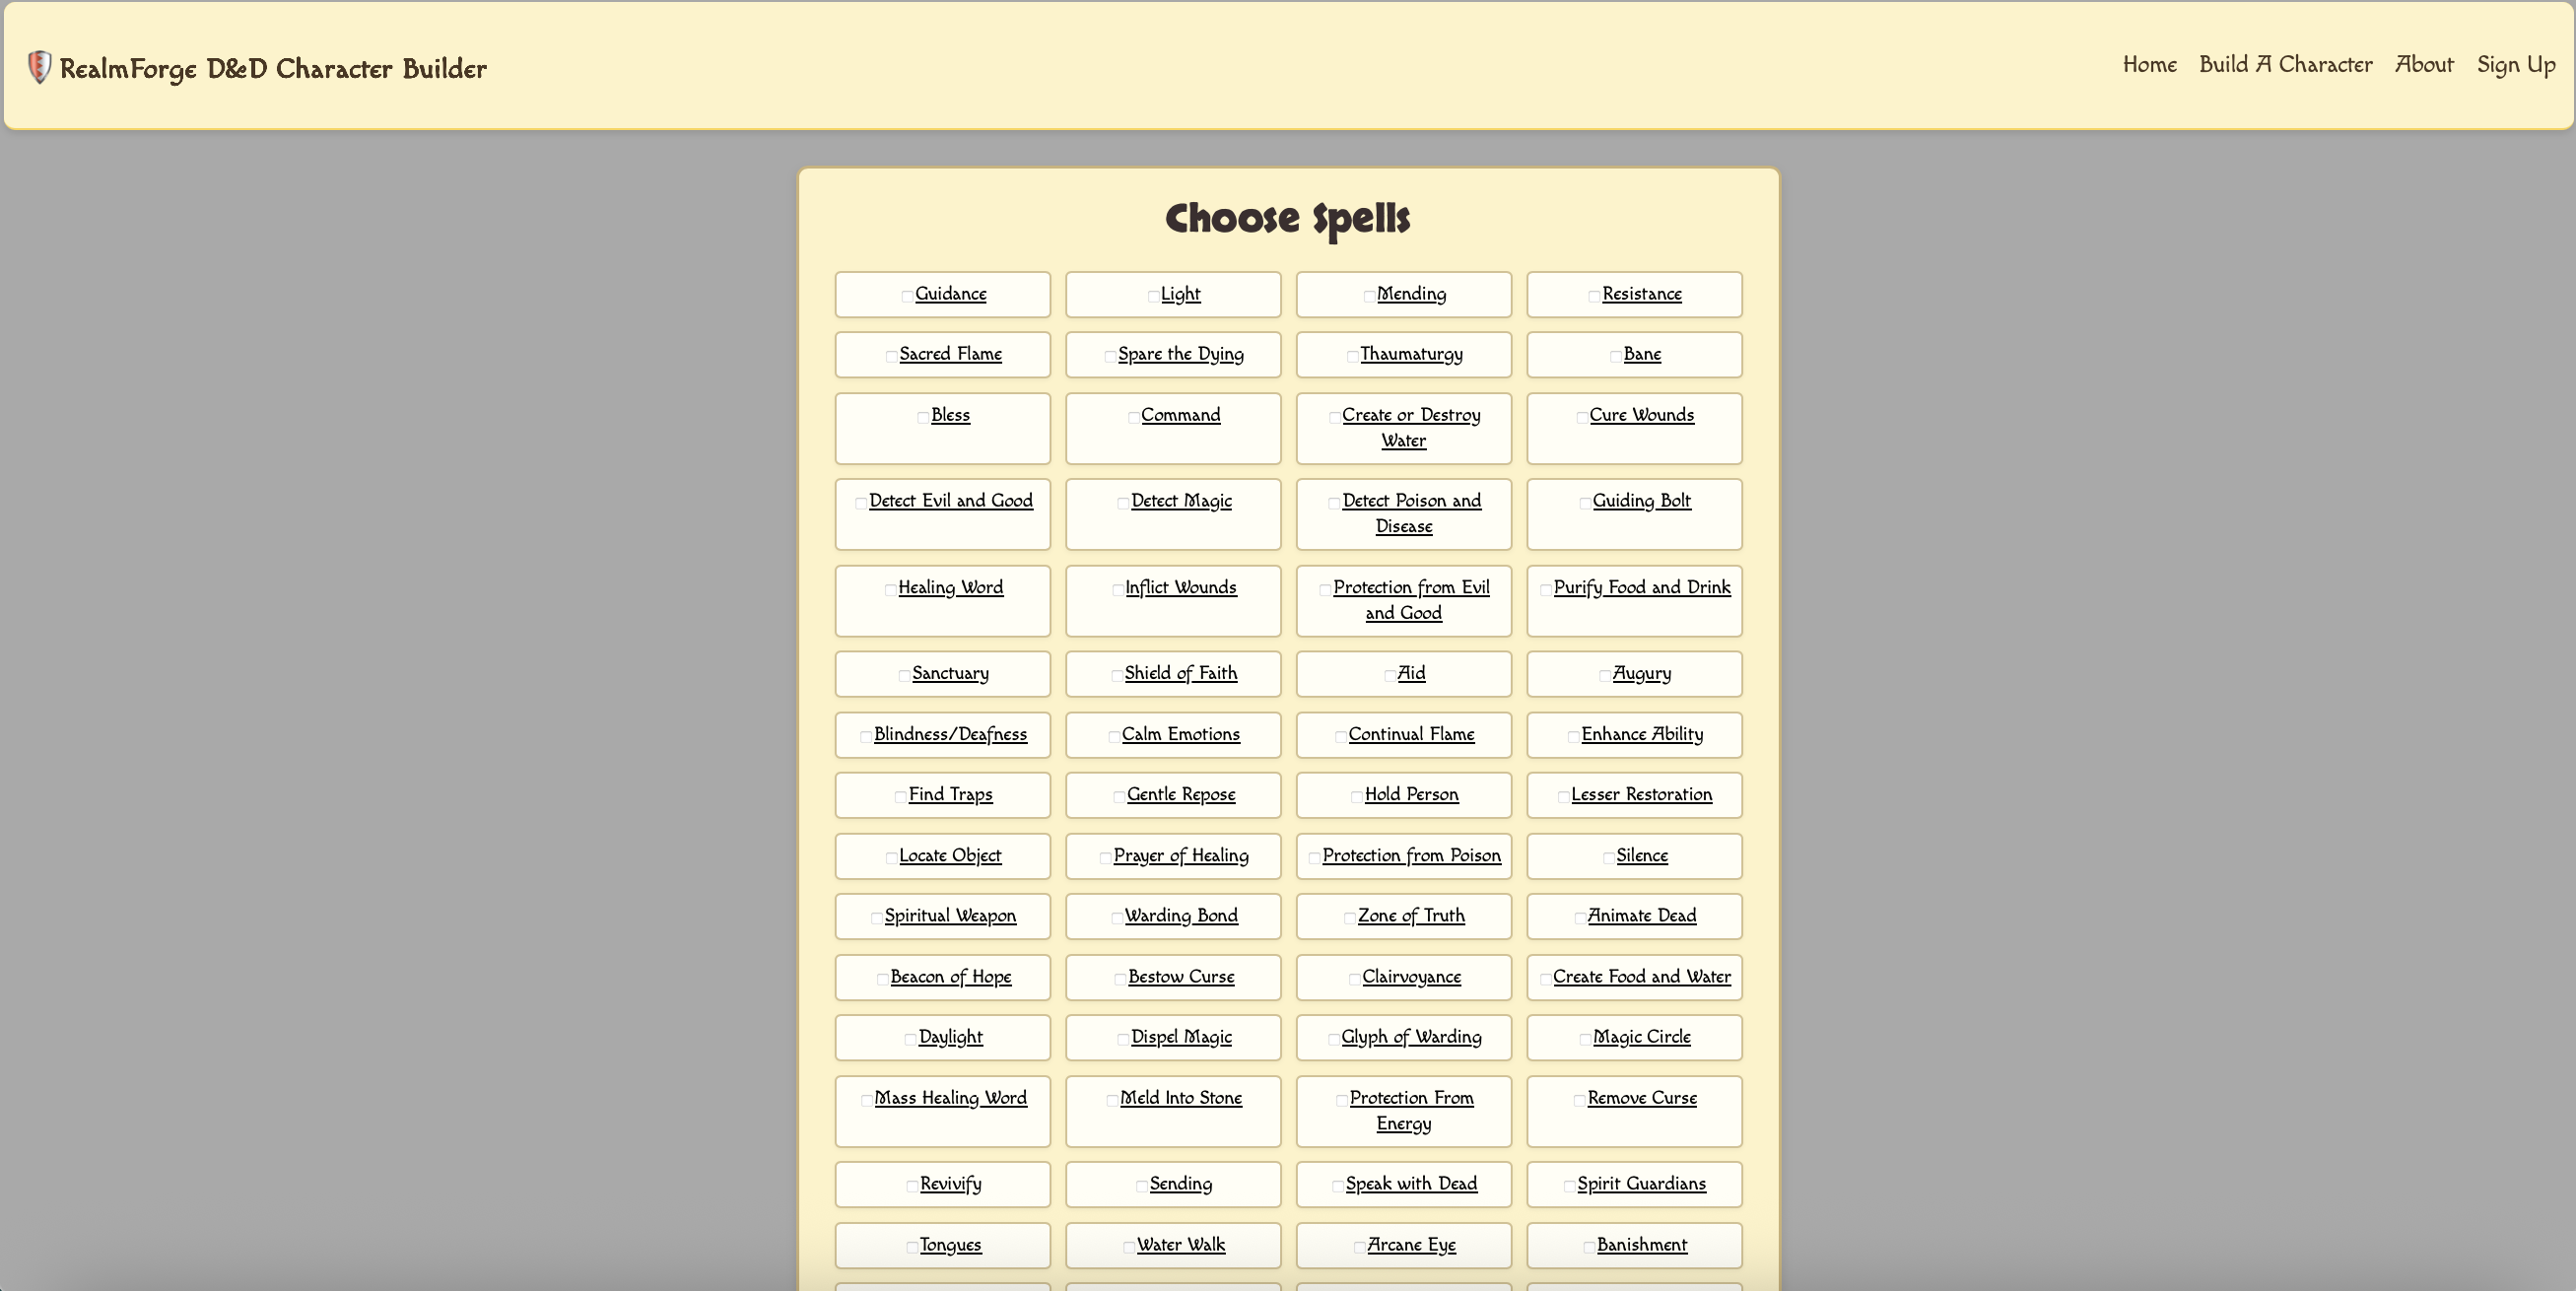 RealmForge D&D Character Builder
Home Build A Character About Sign Up
Choose Spells
Guidance
Light
Mending
Resistance
Sacred Flame
Spare the Dying
Thaumaturgy
Bane
Bless
Command
Create or Destroy
Water
Cure Wounds
Detect Evil and Good
Detect Magic
Detect Poison and
Disease
Guiding Bolt
Healing Word
Inflict Wounds
Protection from Evil
and Good
Purify Food and Drink
Sanctuary
Shield of Faith
Aid
Augury
Blindness/Deafness
Calm Emotions
Continual Flame
Enhance Ability
Find Traps
Gentle Repose
Hold Person
Lesser Restoration
Locate Object
Prayer of Healing
Protection from Poison
Silence
Spiritual Weapon
Warding Bond
Zone of Truth
Animate Dead
Beacon of Hope
Bestow Curse
Clairvoyance
Create Food and Water
Daylight
Dispel Magic
Glyph of Warding
Magic Circle
Mass Healing Word
Meld Into Stone
Protection From
Energy
Remove Curse
Revivify
Sending
Speak with Dead
Spirit Guardians
Tongues
Water Walk
Arcane Eye
Banishment